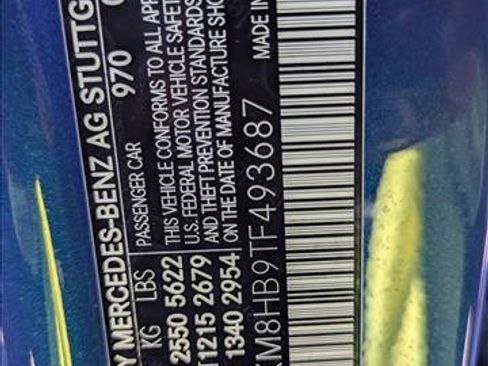 Y MERCEDES-BENZ AG STUTTG
970
KG LBS PASSENGER CAR
2550 5622 THIS VEHICLE CONFORMS TO ALL APP
U.S. FEDERAL MOTOR VEHICLE SAFET
T 1215 2679 AND THEFT PREVENTION STANDARDS
1340 2954 ON THE DATE OF MANUFACTURE SHO
KM8HB9TF493687 MADE IN